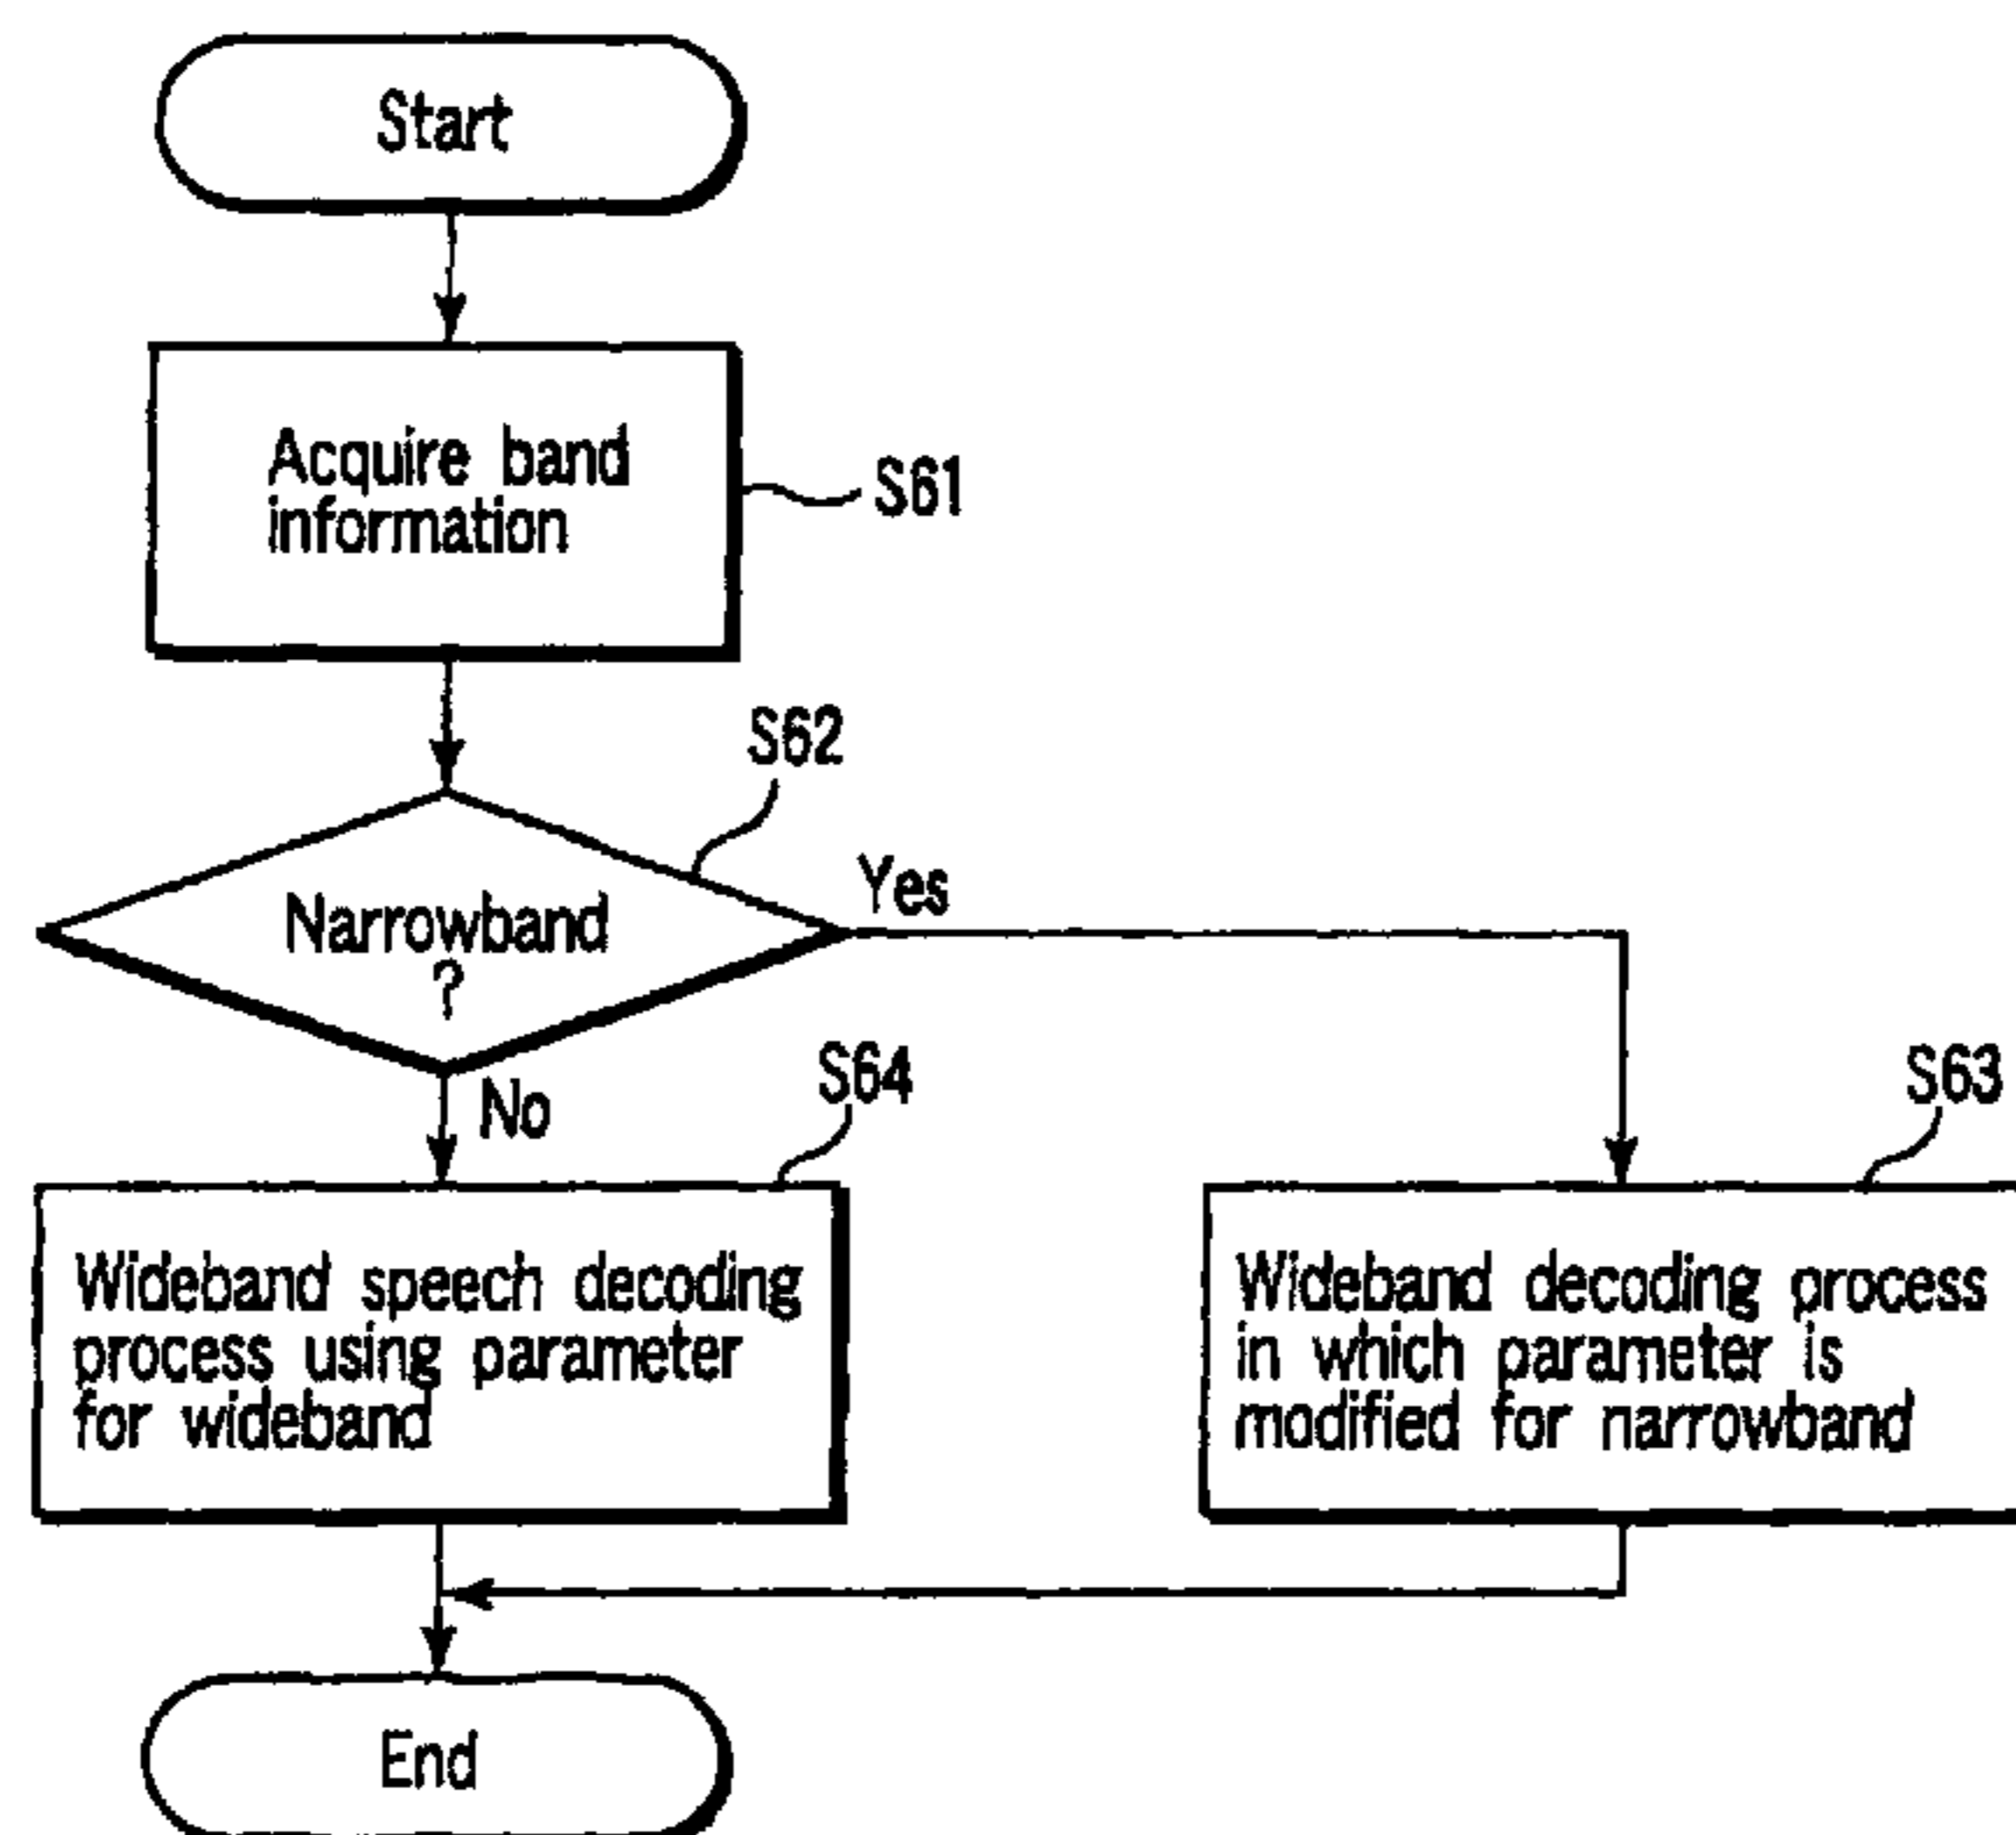 Start
Acquire band
information
S61
S62
Narrowband
?
Yes
No
S64
Wideband speech decoding
process using parameter
for wideband
S63
Wideband decoding process
in which parameter is
modified for narrowband
End